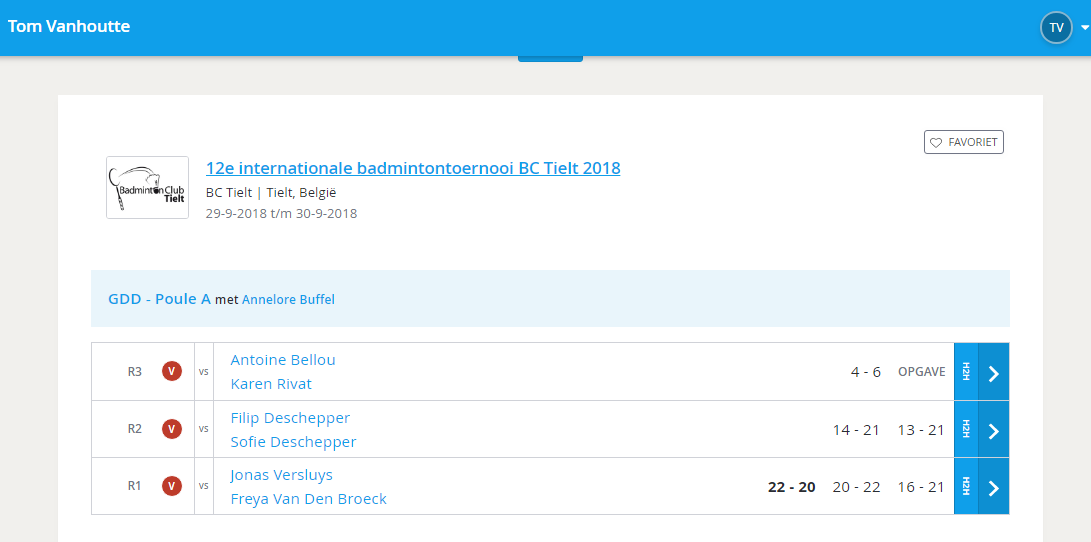 Tom Vanhoutte
TV
FAVORIET
12e internationale badmintontoernooi BC Tielt 2018
Badminton Club
Tielt
BC Tielt | Tielt, België
29-9-2018 t/m 30-9-2018
GDD - Poule A met Annelore Buffel
R3 V vs Antoine Bellou
Karen Rivat
4 - 6 OPGAVE H2H
R2 V vs Filip Deschepper
Sofie Deschepper
14 - 21 13 - 21 H2H
R1 V vs Jonas Versluys
Freya Van Den Broeck
22 - 20 20 - 22 16 - 21 H2H